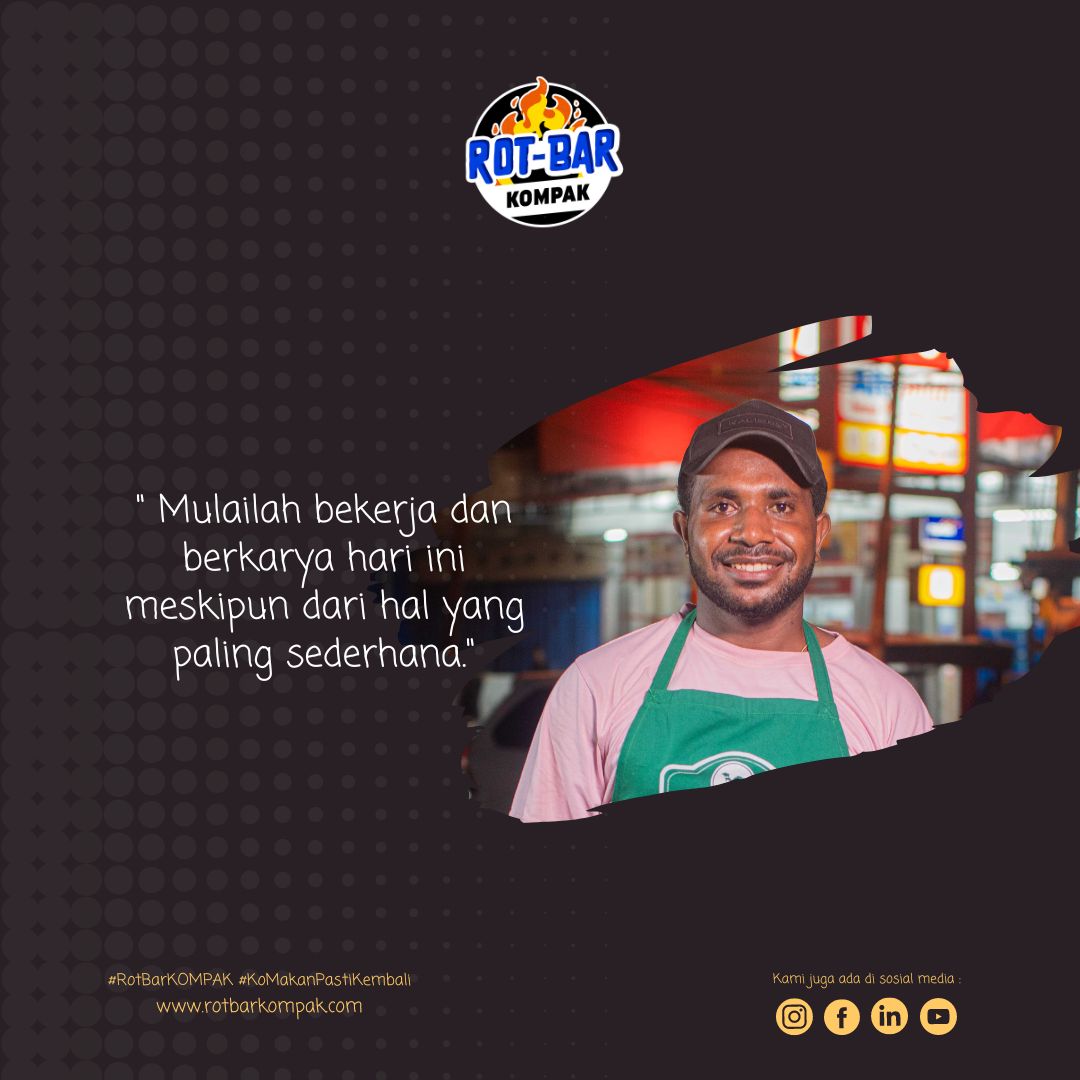 ROT-BAR
KOMPAK
" Mulailah bekerja dan
berkarya hari ini
meskipun dari hal yang
paling sederhana."
#RotBarKOMPAK #KoMakanPastiKembali
www.rotbarkompak.com
Kami juga ada di sosial media :